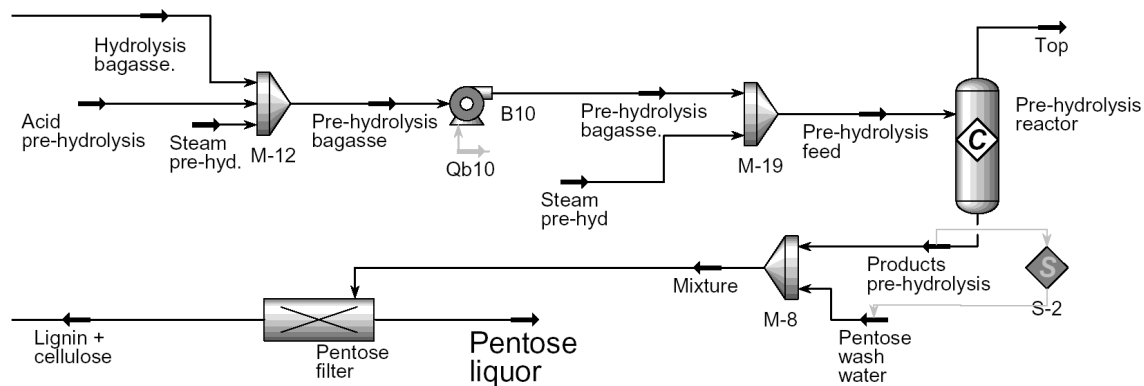 Hydrolysis
bagasse.
Acid
pre-hydrolysis
Steam
pre-hyd.
M-12
Pre-hydrolysis
bagasse
B10
Qb10
Pre-hydrolysis
bagasse.
Steam
pre-hyd
M-19
Pre-hydrolysis
feed
Top
Pre-hydrolysis
reactor
C
Products
pre-hydrolysis
S
S-2
Mixture
M-8
Pentose
wash
water
Lignin +
cellulose
Pentose
filter
Pentose
liquor